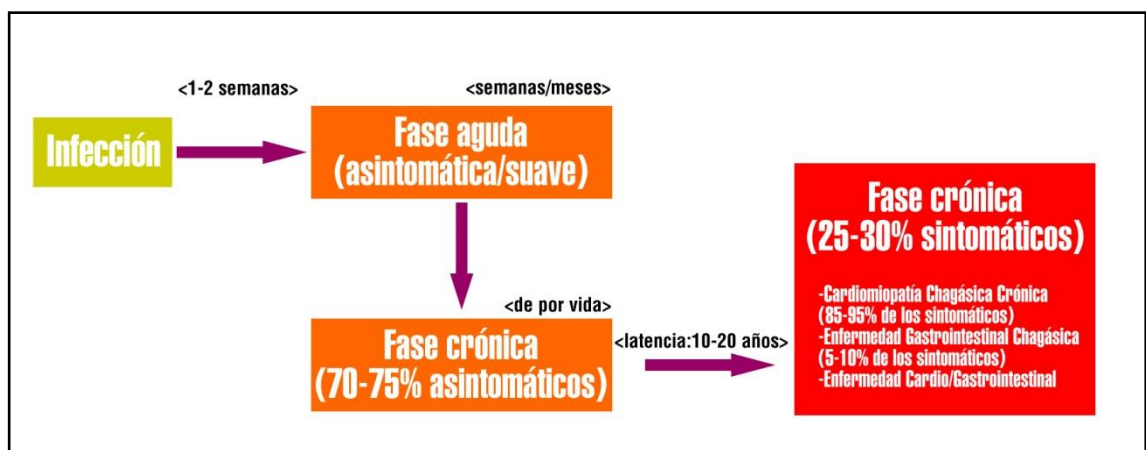 <1-2 semanas>
<semanas/meses>
Infección
Fase aguda
(asintomática/suave)
<de por vida>
Fase crónica
(70-75% asintomáticos)
<latencia:10-20 años>
Fase crónica
(25-30% sintomáticos)
-Cardiomiopatía Chagásica Crónica
(85-95% de los sintomáticos)
-Enfermedad Gastrointestinal Chagásica
(5-10% de los sintomáticos)
-Enfermedad Cardio/Gastrointestinal